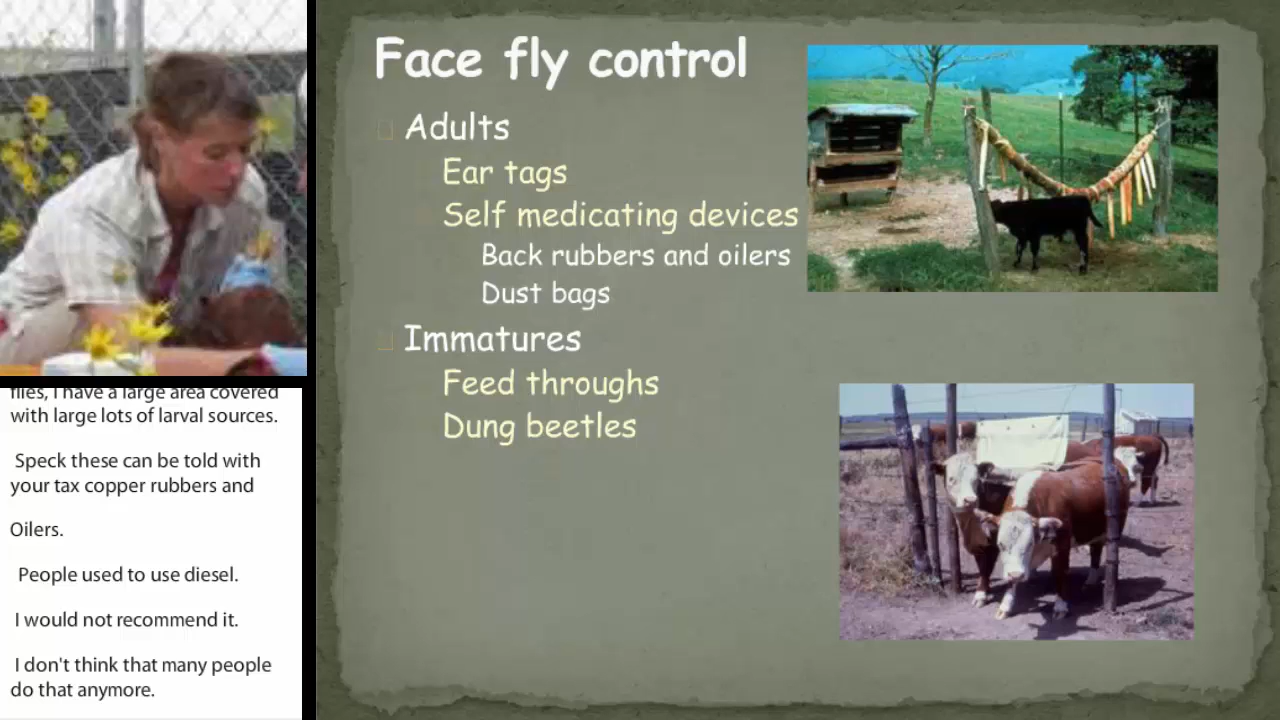 Face fly control
Adults
Ear tags
Self medicating devices
Back rubbers and oilers
Dust bags
Immatures
Feed throughs
Dung beetles
flies, I have a large area covered
with large lots of larval sources.
Speck these can be told with
your tax copper rubbers and
Oilers.
People used to use diesel.
I would not recommend it.
I don't think that many people
do that anymore.